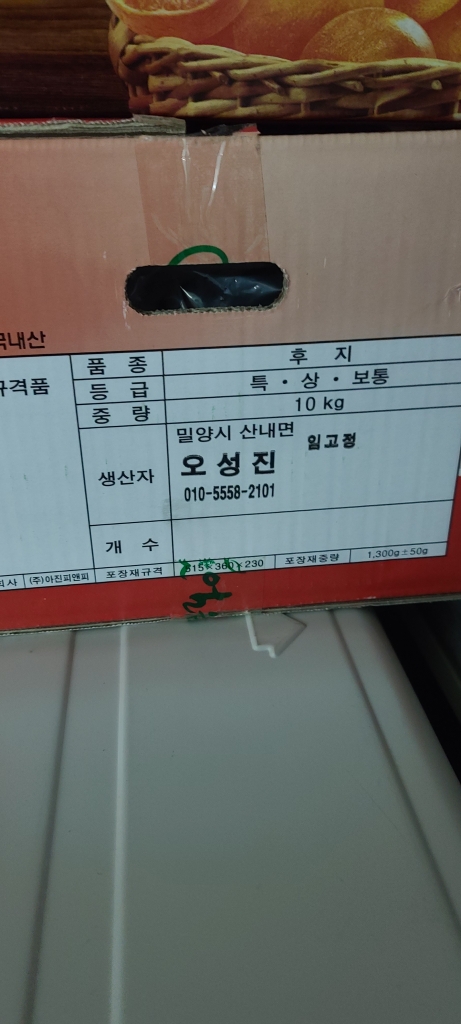 국내산
규격품
품 종 후 지
등 급 특 · 상 · 보통
중 량 10 kg
생산자 밀양시 산내면 임고정
오성진
010-5558-2101
개 수
(주)아진피앤피 포장재규격 515×360×230 포장재중량 1,300g±50g